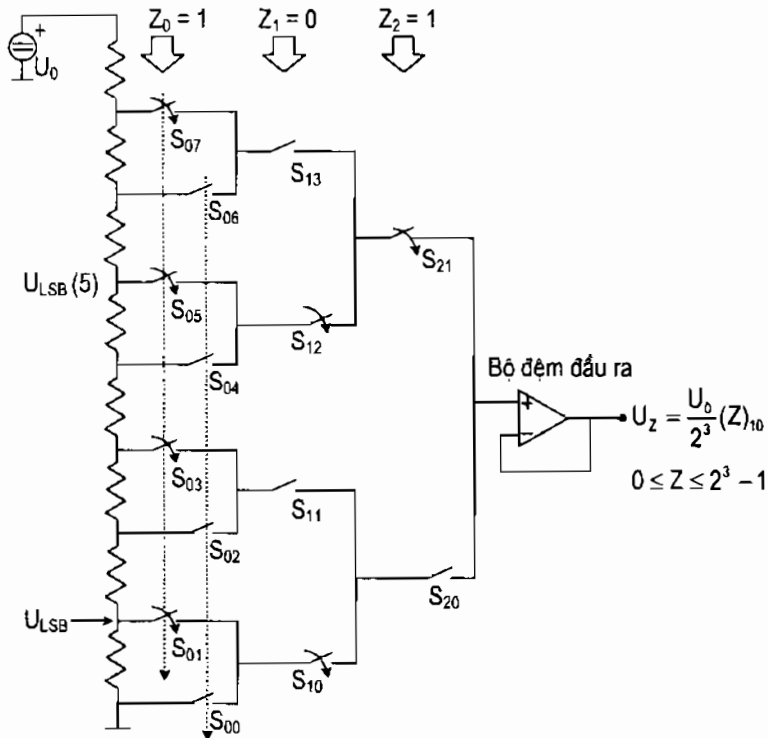 Z₀ = 1
Z₁ = 0
Z₂ = 1
+
U₀
S₀₇
S₁₃
S₀₆
S₂₁
U_LSB (5)
S₀₅
S₁₂
S₀₄
Bộ đệm đầu ra
+
−
U_Z = U₀/2³ (Z)₁₀
0 ≤ Z ≤ 2³ − 1
S₀₃
S₁₁
S₀₂
S₂₀
U_LSB
S₀₁
S₁₀
S₀₀